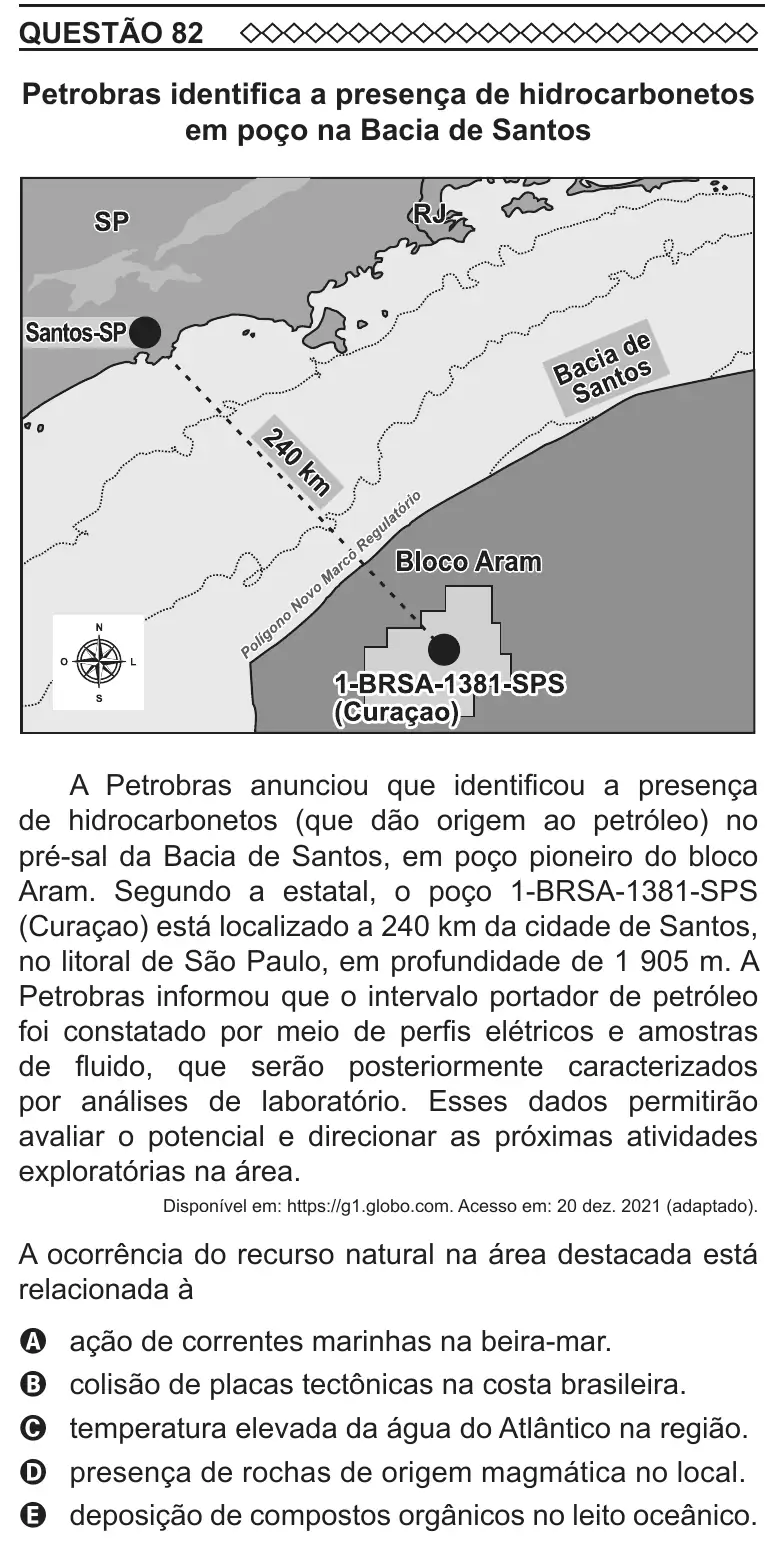 QUESTÃO 82
Petrobras identifica a presença de hidrocarbonetos
em poço na Bacia de Santos
SP
RJ
Santos-SP
Bacia de
Santos
240 km
Polígono Novo Marco Regulatório
Bloco Aram
N
O
L
S
1-BRSA-1381-SPS
(Curaçao)
A Petrobras anunciou que identificou a presença
de hidrocarbonetos (que dão origem ao petróleo) no
pré-sal da Bacia de Santos, em poço pioneiro do bloco
Aram. Segundo a estatal, o poço 1-BRSA-1381-SPS
(Curaçao) está localizado a 240 km da cidade de Santos,
no litoral de São Paulo, em profundidade de 1 905 m. A
Petrobras informou que o intervalo portador de petróleo
foi constatado por meio de perfis elétricos e amostras
de fluido, que serão posteriormente caracterizados
por análises de laboratório. Esses dados permitirão
avaliar o potencial e direcionar as próximas atividades
exploratórias na área.
Disponível em: https://g1.globo.com. Acesso em: 20 dez. 2021 (adaptado).
A ocorrência do recurso natural na área destacada está
relacionada à
A ação de correntes marinhas na beira-mar.
B colisão de placas tectônicas na costa brasileira.
C temperatura elevada da água do Atlântico na região.
D presença de rochas de origem magmática no local.
E deposição de compostos orgânicos no leito oceânico.